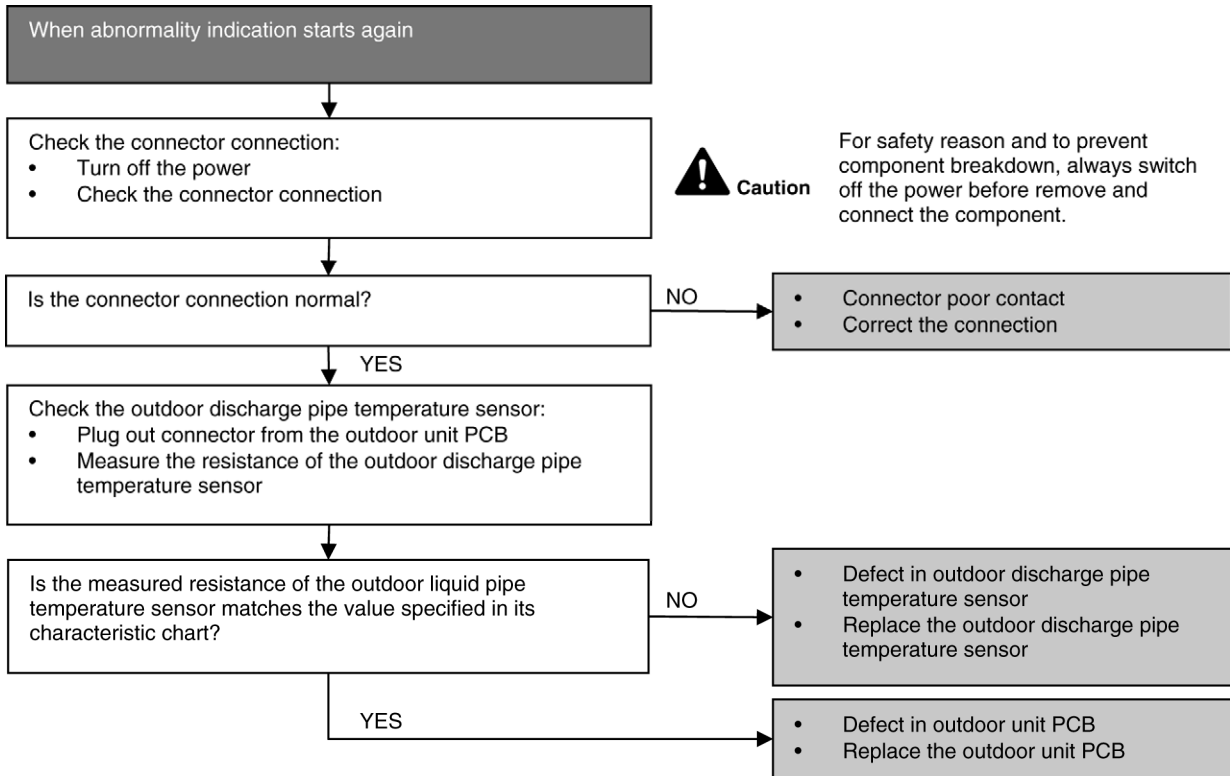 When abnormality indication starts again
Check the connector connection:
• Turn off the power
• Check the connector connection
Caution
For safety reason and to prevent
component breakdown, always switch
off the power before remove and
connect the component.
Is the connector connection normal?
NO
• Connector poor contact
• Correct the connection
YES
Check the outdoor discharge pipe temperature sensor:
• Plug out connector from the outdoor unit PCB
• Measure the resistance of the outdoor discharge pipe
temperature sensor
Is the measured resistance of the outdoor liquid pipe
temperature sensor matches the value specified in its
characteristic chart?
NO
• Defect in outdoor discharge pipe
temperature sensor
• Replace the outdoor discharge pipe
temperature sensor
YES
• Defect in outdoor unit PCB
• Replace the outdoor unit PCB